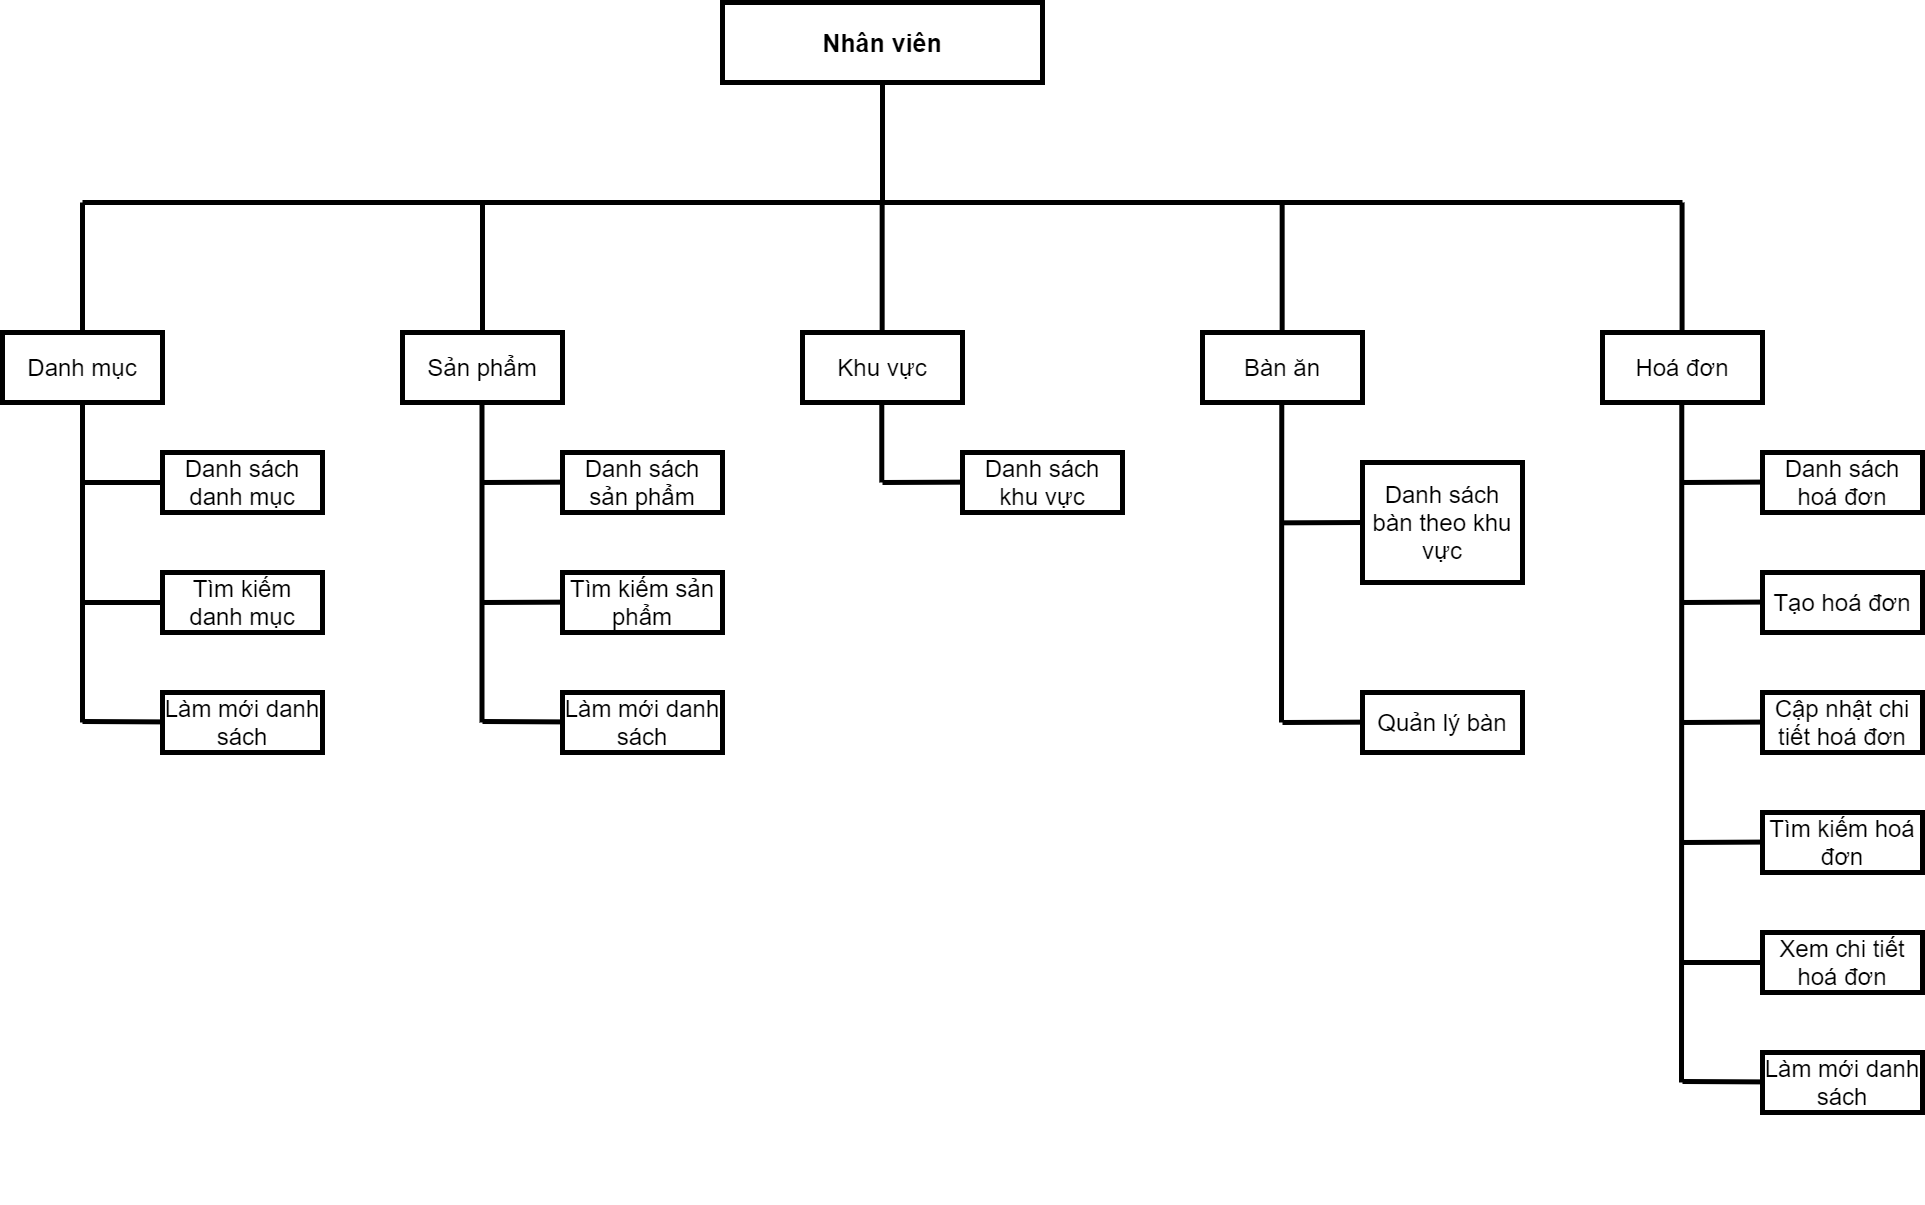 Nhân viên
Danh mục
Sản phẩm
Khu vực
Bàn ăn
Hoá đơn
Danh sách
danh mục
Tìm kiếm
danh mục
Làm mới danh
sách
Danh sách
sản phẩm
Tìm kiếm sản
phẩm
Làm mới danh
sách
Danh sách
khu vực
Danh sách
bàn theo khu
vực
Quản lý bàn
Danh sách
hoá đơn
Tạo hoá đơn
Cập nhật chi
tiết hoá đơn
Tìm kiếm hoá
đơn
Xem chi tiết
hoá đơn
Làm mới danh
sách